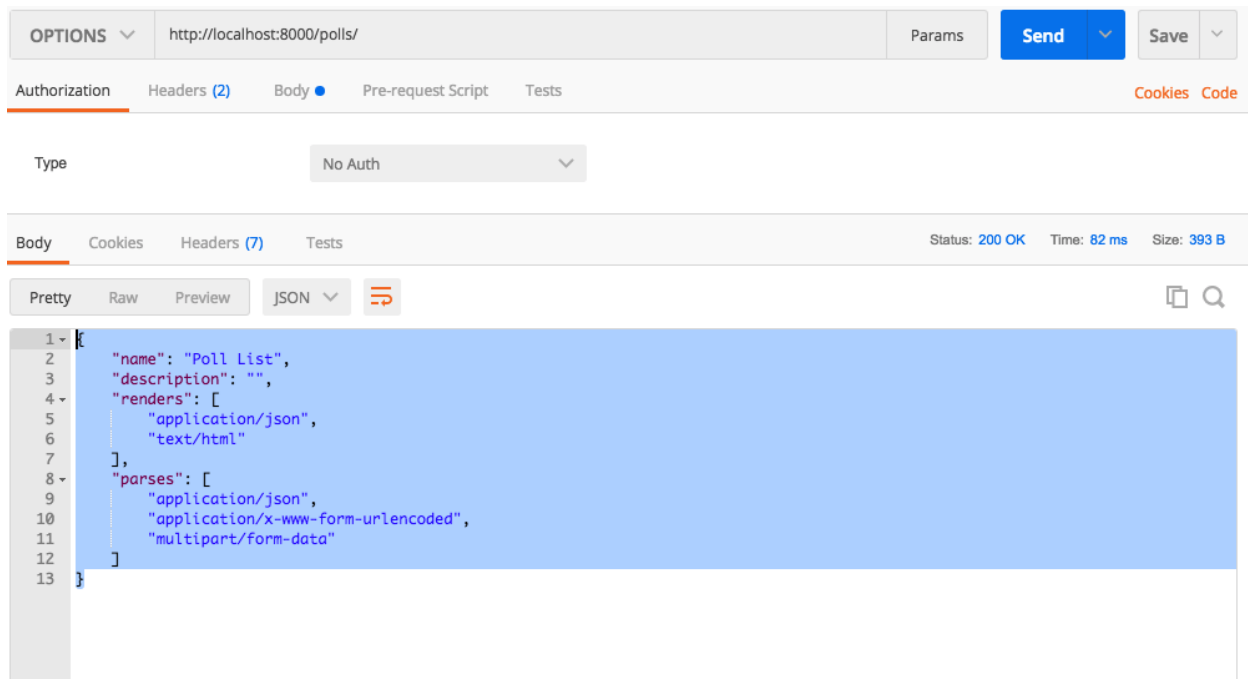 OPTIONS http://localhost:8000/polls/ Params Send Save
Authorization Headers (2) Body Pre-request Script Tests Cookies Code
Type No Auth
Body Cookies Headers (7) Tests Status: 200 OK Time: 82 ms Size: 393 B
Pretty Raw Preview JSON
1 {
2 "name": "Poll List",
3 "description": "",
4 "renders": [
5 "application/json",
6 "text/html"
7 ],
8 "parses": [
9 "application/json",
10 "application/x-www-form-urlencoded",
11 "multipart/form-data"
12 ]
13 }